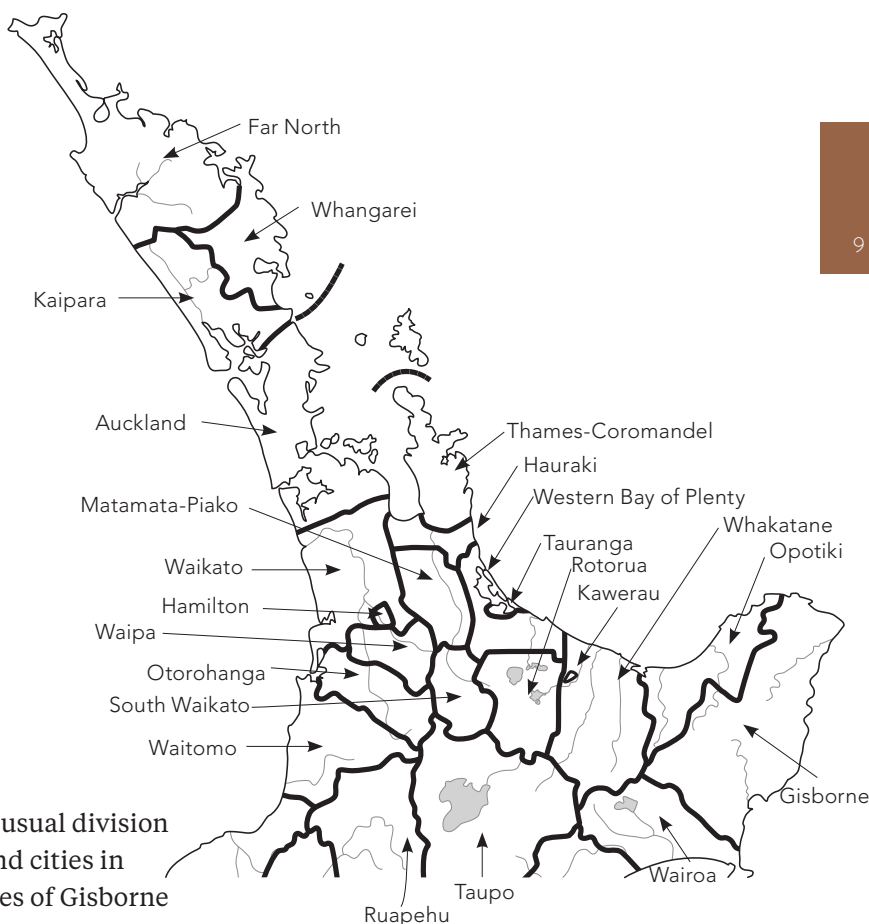 Far North
Whangarei
9
Kaipara
Auckland
Thames-Coromandel
Hauraki
Matamata-Piako
Western Bay of Plenty
Whakatane
Tauranga
Opotiki
Rotorua
Waikato
Kawerau
Hamilton
Waipa
Otorohanga
South Waikato
Waitomo
Gisborne
usual division
nd cities in
Wairoa
es of Gisborne
Taupo
Ruapehu